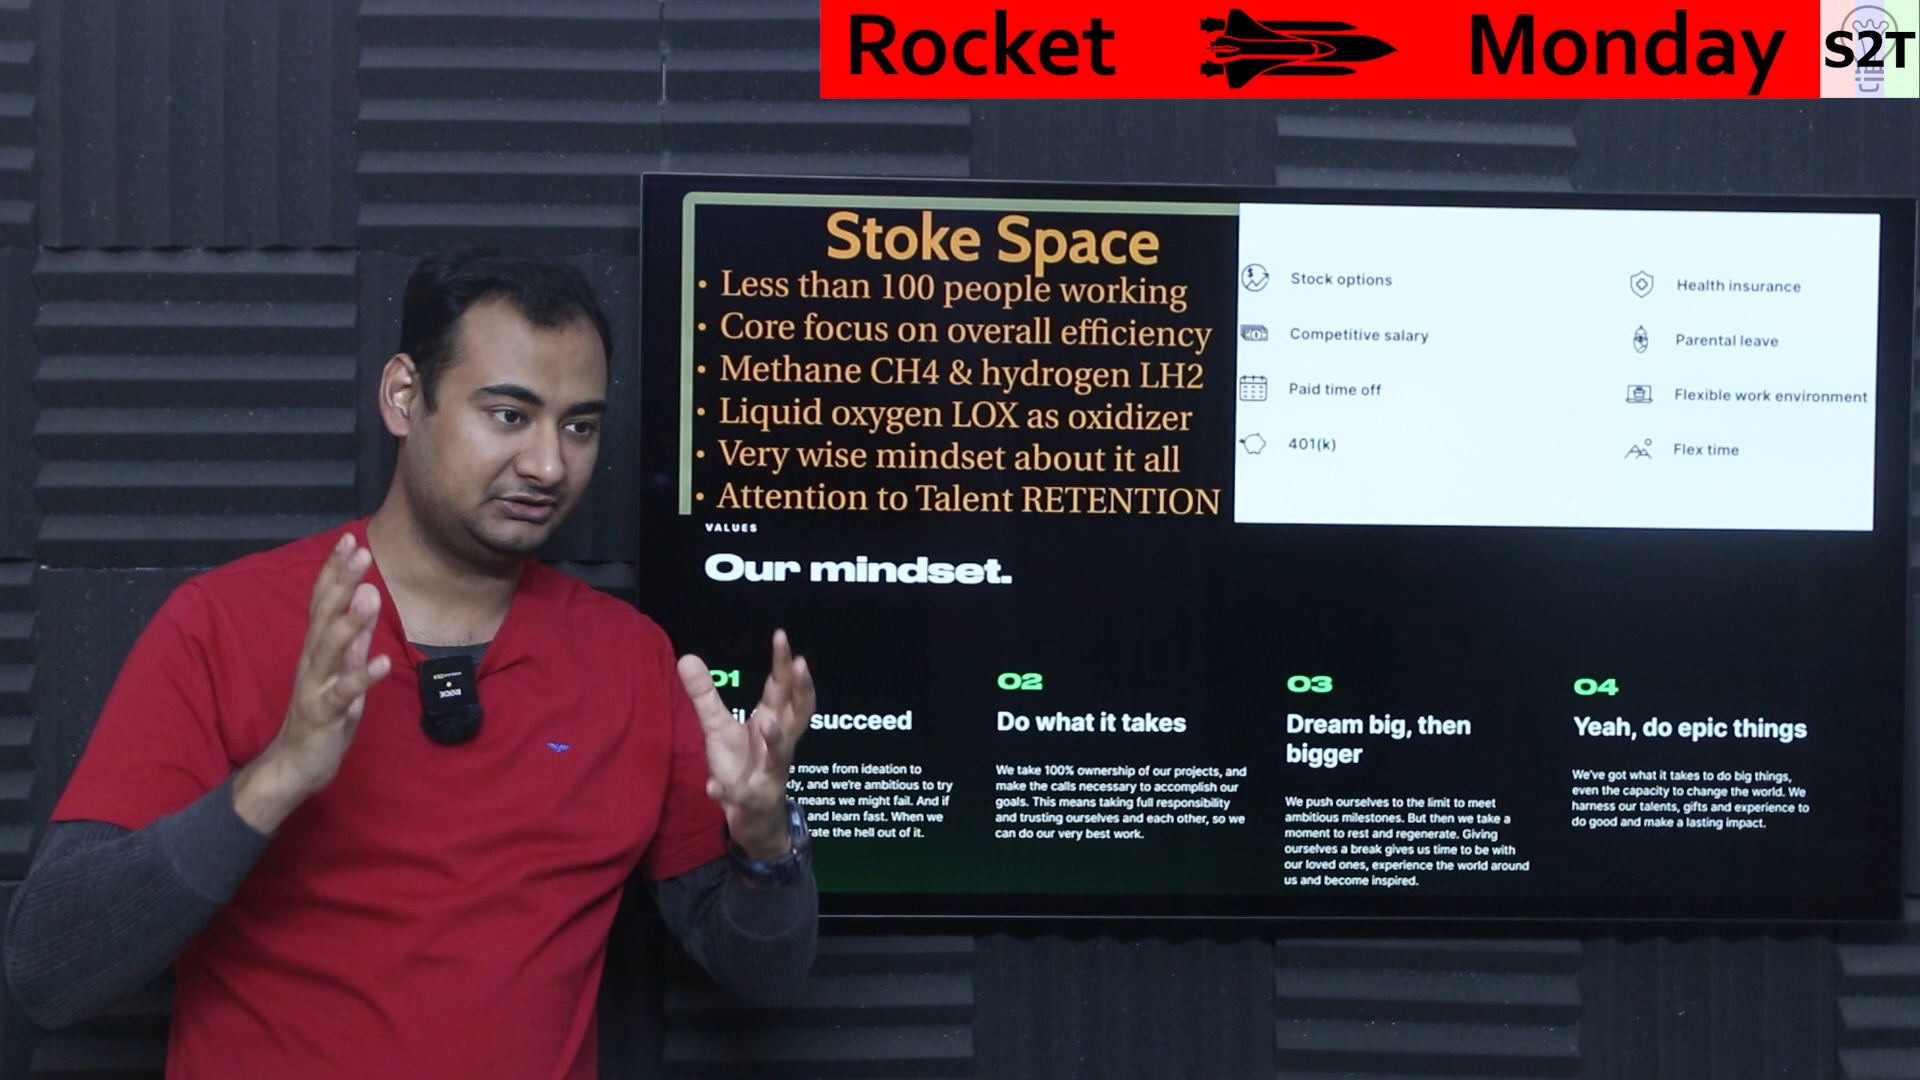 Rocket Monday
S2T
Stoke Space
• Less than 100 people working
• Core focus on overall efficiency
• Methane CH4 & hydrogen LH2
• Liquid oxygen LOX as oxidizer
• Very wise mindset about it all
• Attention to Talent RETENTION
Stock options
Competitive salary
Paid time off
401(k)
Health insurance
Parental leave
Flexible work environment
Flex time
VALUES
Our mindset.
01
succeed
move from ideation to
and we're ambitious to try
means we might fail. And if
and learn fast. When we
the hell out of it.
02
Do what it takes
We take 100% ownership of our projects, and
make the calls necessary to accomplish our
goals. This means taking full responsibility
and trusting ourselves and each other, so we
can do our very best work.
03
Dream big, then
bigger
We push ourselves to the limit to meet
ambitious milestones. But then we take a
moment to rest and regenerate. Giving
ourselves a break gives us time to be with
our loved ones, experience the world around
us and become inspired.
04
Yeah, do epic things
We've got what it takes to do big things,
even the capacity to change the world. We
harness our talents, gifts and experience to
do good and make a lasting impact.
RODE